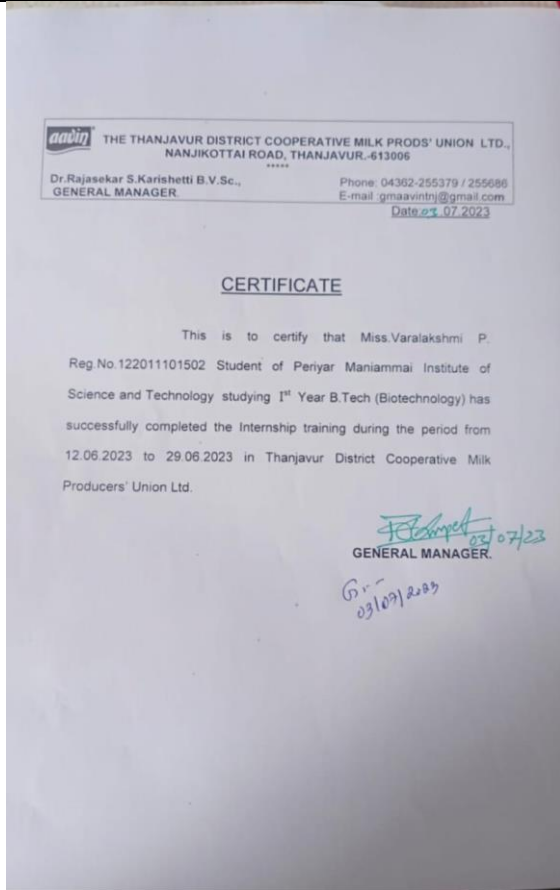 aavin
THE THANJAVUR DISTRICT COOPERATIVE MILK PRODS' UNION LTD.,
NANJIKOTTAI ROAD, THANJAVUR.-613006
*****
Dr.Rajasekar S.Karishetti B.V.Sc.,
GENERAL MANAGER.
Phone: 04362-255379 / 255686
E-mail :gmaavintnj@gmail.com
Date 03.07.2023
CERTIFICATE
This is to certify that Miss.Varalakshmi P.
Reg.No.122011101502 Student of Periyar Maniammai Institute of
Science and Technology studying Ist Year B.Tech (Biotechnology) has
successfully completed the Internship training during the period from
12.06.2023 to 29.06.2023 in Thanjavur District Cooperative Milk
Producers' Union Ltd.
03/07/23
GENERAL MANAGER.
03/07/2023